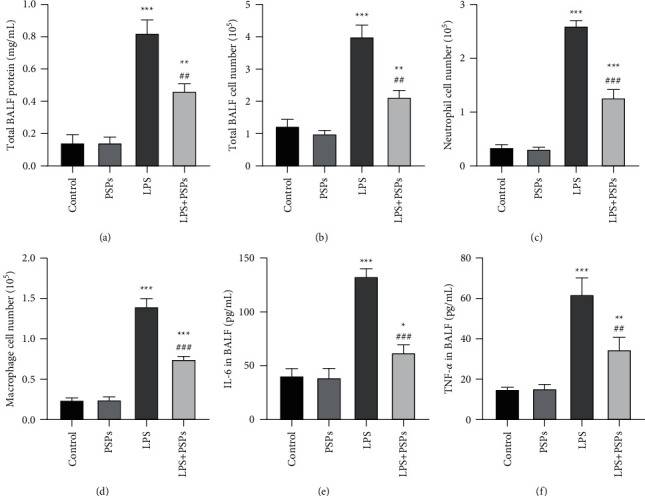 Total BALF protein (mg/mL)
1.0
0.8
0.6
0.4
0.2
0.0
***
**
##
Control
PSPs
LPS
LPS+PSPs
(a)
Total BALF cell number (10⁵)
5
4
3
2
1
0
***
**
##
Control
PSPs
LPS
LPS+PSPs
(b)
Neutrophil cell number (10⁵)
3
2
1
0
***
***
###
Control
PSPs
LPS
LPS+PSPs
(c)
Macrophage cell number (10⁵)
2.0
1.5
1.0
0.5
0.0
***
***
###
Control
PSPs
LPS
LPS+PSPs
(d)
IL-6 in BALF (pg/mL)
150
100
50
0
***
*
###
Control
PSPs
LPS
LPS+PSPs
(e)
TNF-α in BALF (pg/mL)
80
60
40
20
0
***
**
##
Control
PSPs
LPS
LPS+PSPs
(f)